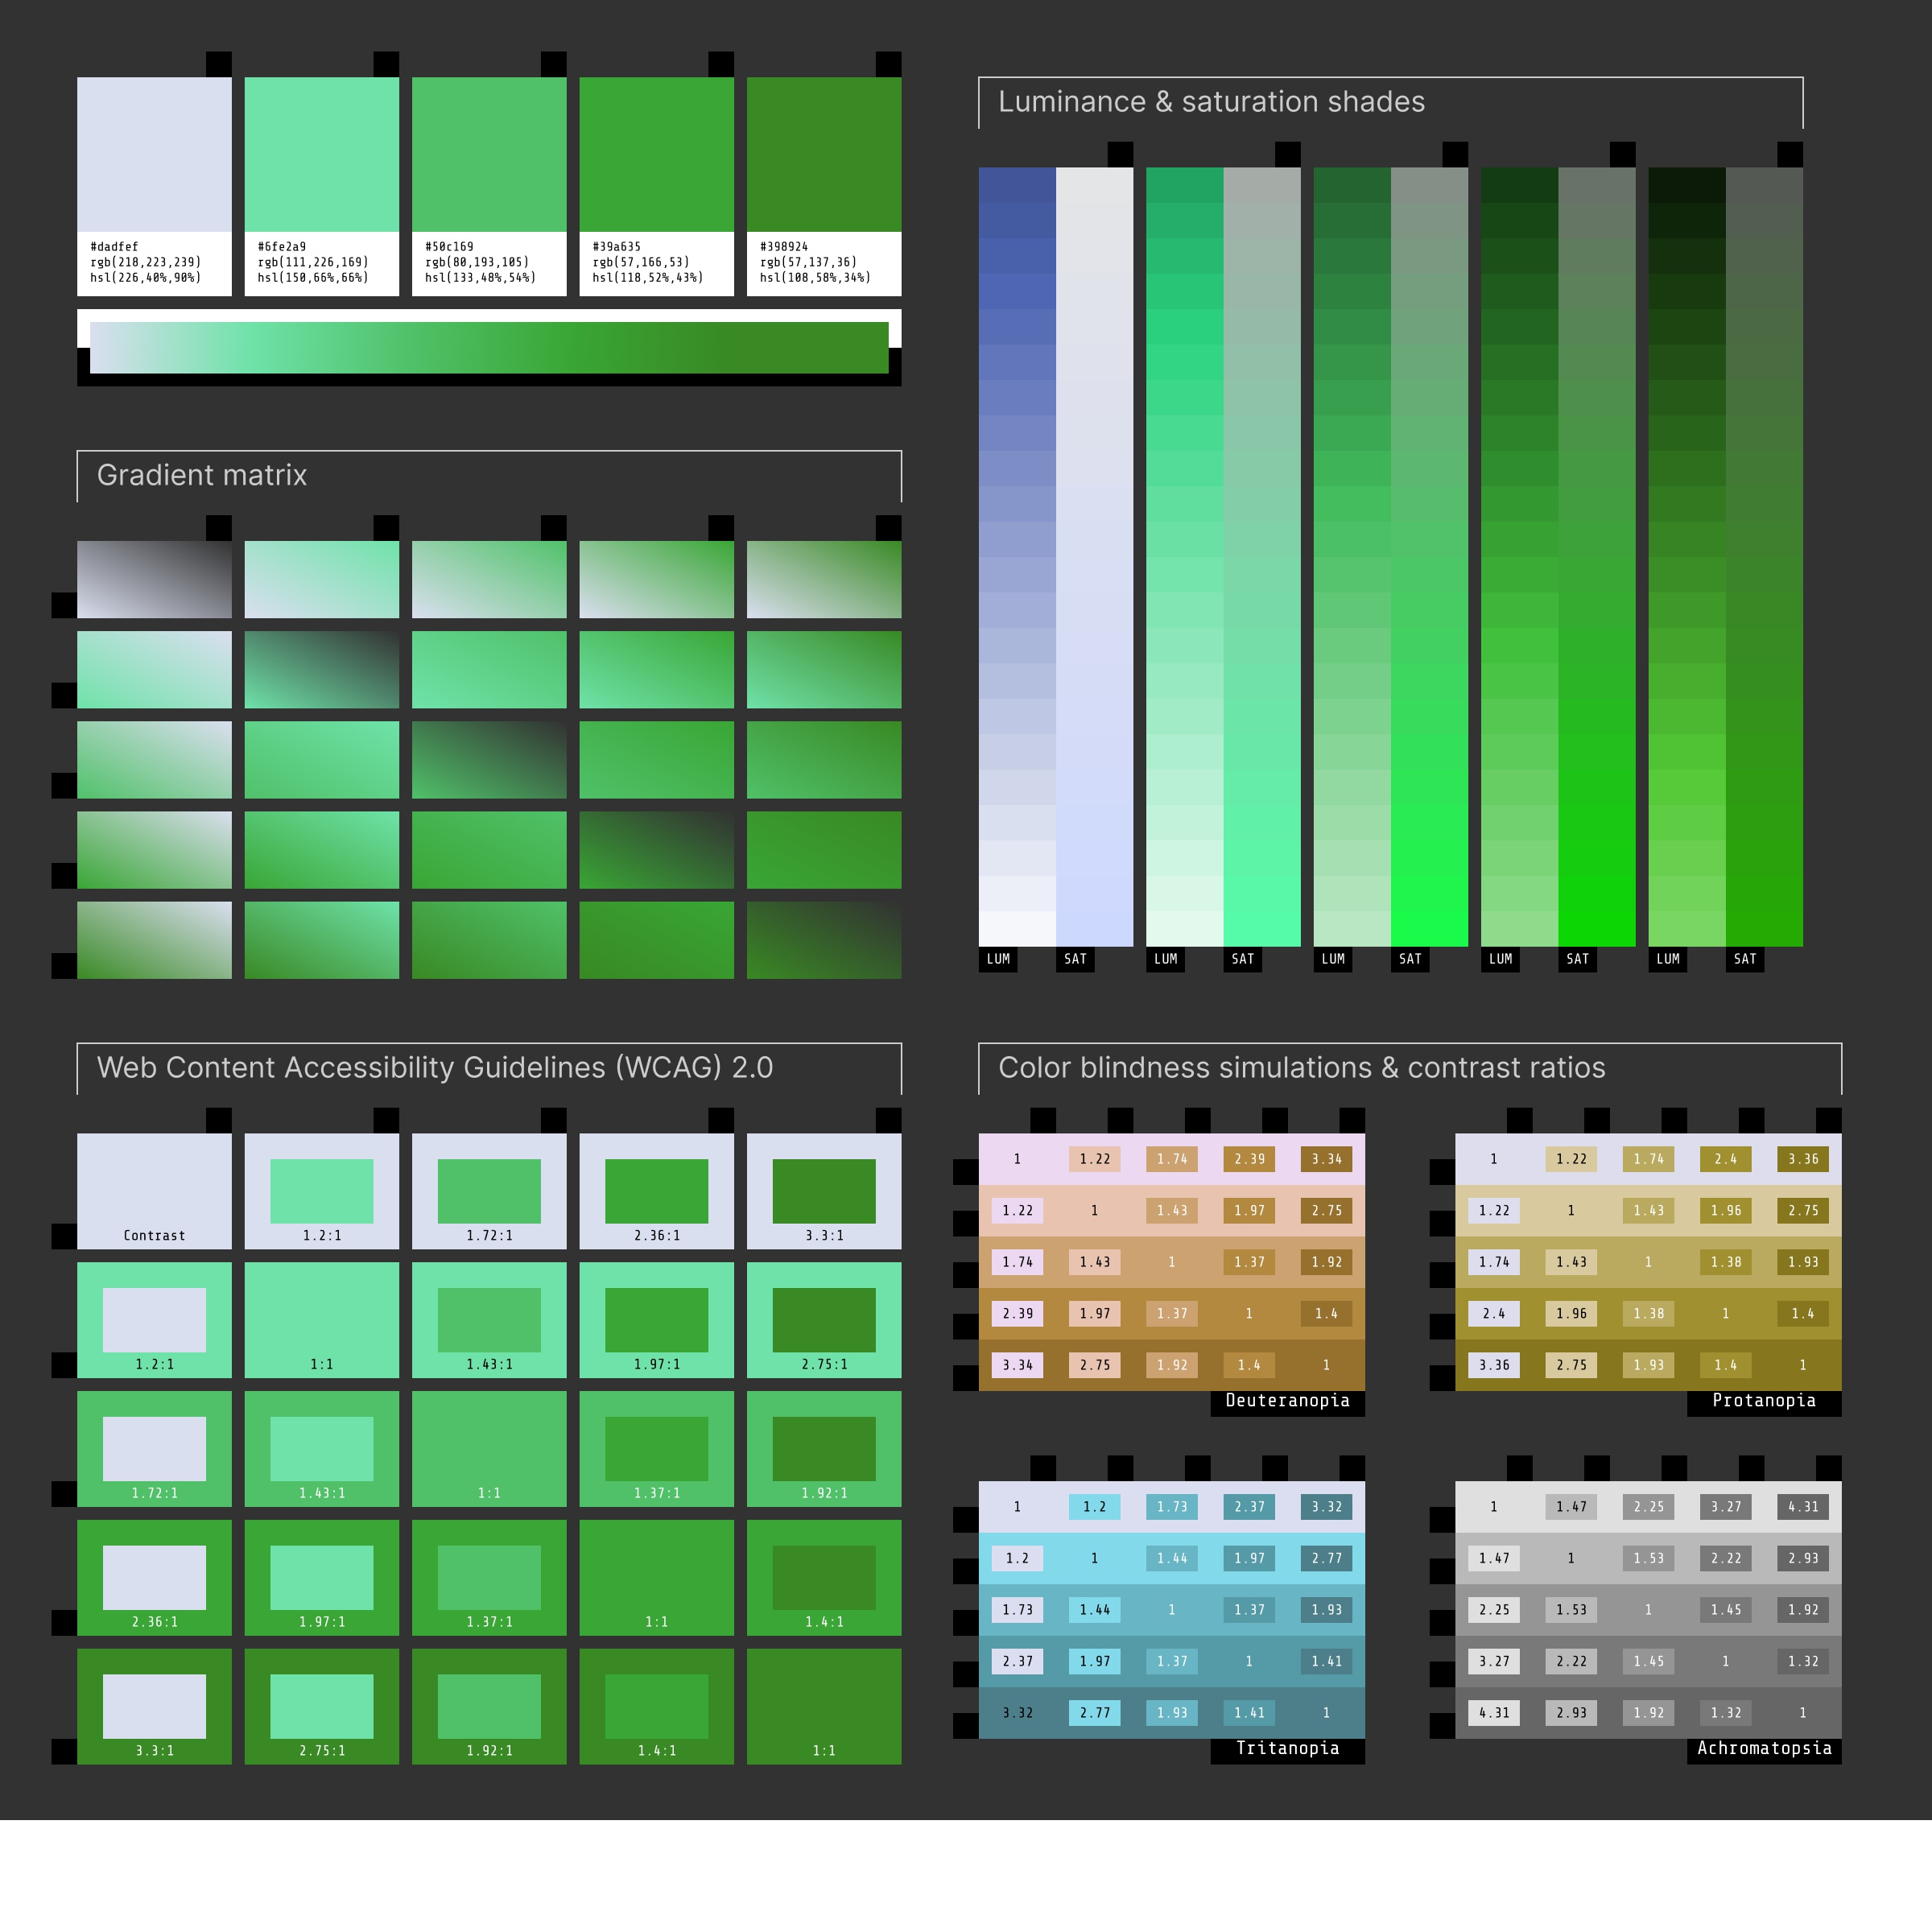 #dadfef
rgb(218,223,239)
hsl(226,40%,90%)
#6fe2a9
rgb(111,226,169)
hsl(150,66%,66%)
#50c169
rgb(80,193,105)
hsl(133,48%,54%)
#39a635
rgb(57,166,53)
hsl(118,52%,43%)
#398924
rgb(57,137,36)
hsl(108,58%,34%)
Gradient matrix
Luminance & saturation shades
LUM SAT LUM SAT LUM SAT LUM SAT LUM SAT
Web Content Accessibility Guidelines (WCAG) 2.0
Contrast 1.2:1 1.72:1 2.36:1 3.3:1
1.2:1 1:1 1.43:1 1.97:1 2.75:1
1.72:1 1.43:1 1:1 1.37:1 1.92:1
2.36:1 1.97:1 1.37:1 1:1 1.4:1
3.3:1 2.75:1 1.92:1 1.4:1 1:1
Color blindness simulations & contrast ratios
1 1.22 1.74 2.39 3.34
1.22 1 1.43 1.97 2.75
1.74 1.43 1 1.37 1.92
2.39 1.97 1.37 1 1.4
3.34 2.75 1.92 1.4 1
Deuteranopia
1 1.22 1.74 2.4 3.36
1.22 1 1.43 1.96 2.75
1.74 1.43 1 1.38 1.93
2.4 1.96 1.38 1 1.4
3.36 2.75 1.93 1.4 1
Protanopia
1 1.2 1.73 2.37 3.32
1.2 1 1.44 1.97 2.77
1.73 1.44 1 1.37 1.93
2.37 1.97 1.37 1 1.41
3.32 2.77 1.93 1.41 1
Tritanopia
1 1.47 2.25 3.27 4.31
1.47 1 1.53 2.22 2.93
2.25 1.53 1 1.45 1.92
3.27 2.22 1.45 1 1.32
4.31 2.93 1.92 1.32 1
Achromatopsia